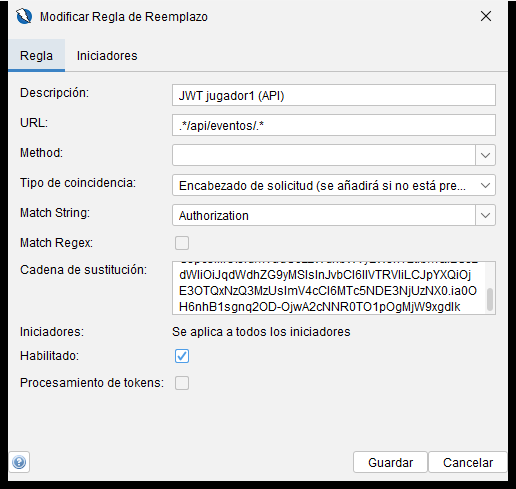 Modificar Regla de Reemplazo
Regla Iniciadores
Descripción: JWT jugador1 (API)
URL: .*/api/eventos/.*
Method:
Tipo de coincidencia: Encabezado de solicitud (se añadirá si no está pre...
Match String: Authorization
Match Regex:
Cadena de sustitución:
dWIiOiJqdWdhZG9yMSIsInJvbCI6IlVTRVIiLCJpYXQiOj
E3OTQxNzQ3MzUsImV4cCI6MTc5NDE3NjUzNX0.ia0O
H6nhB1sgnq2OD-OjwA2cNNR0TO1pOgMjW9xgdlk
Iniciadores: Se aplica a todos los iniciadores
Habilitado:
Procesamiento de tokens:
Guardar Cancelar